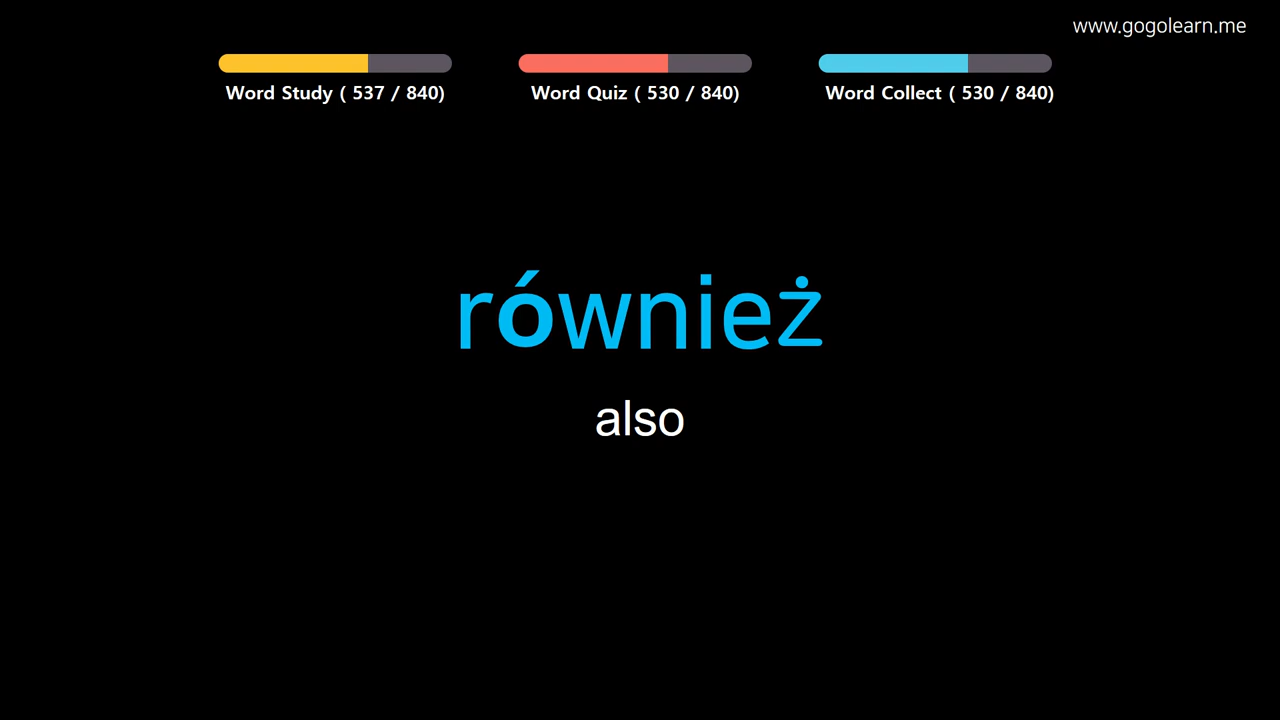 www.gogolearn.me
Word Study ( 537 / 840)
Word Quiz ( 530 / 840)
Word Collect ( 530 / 840)
również
also